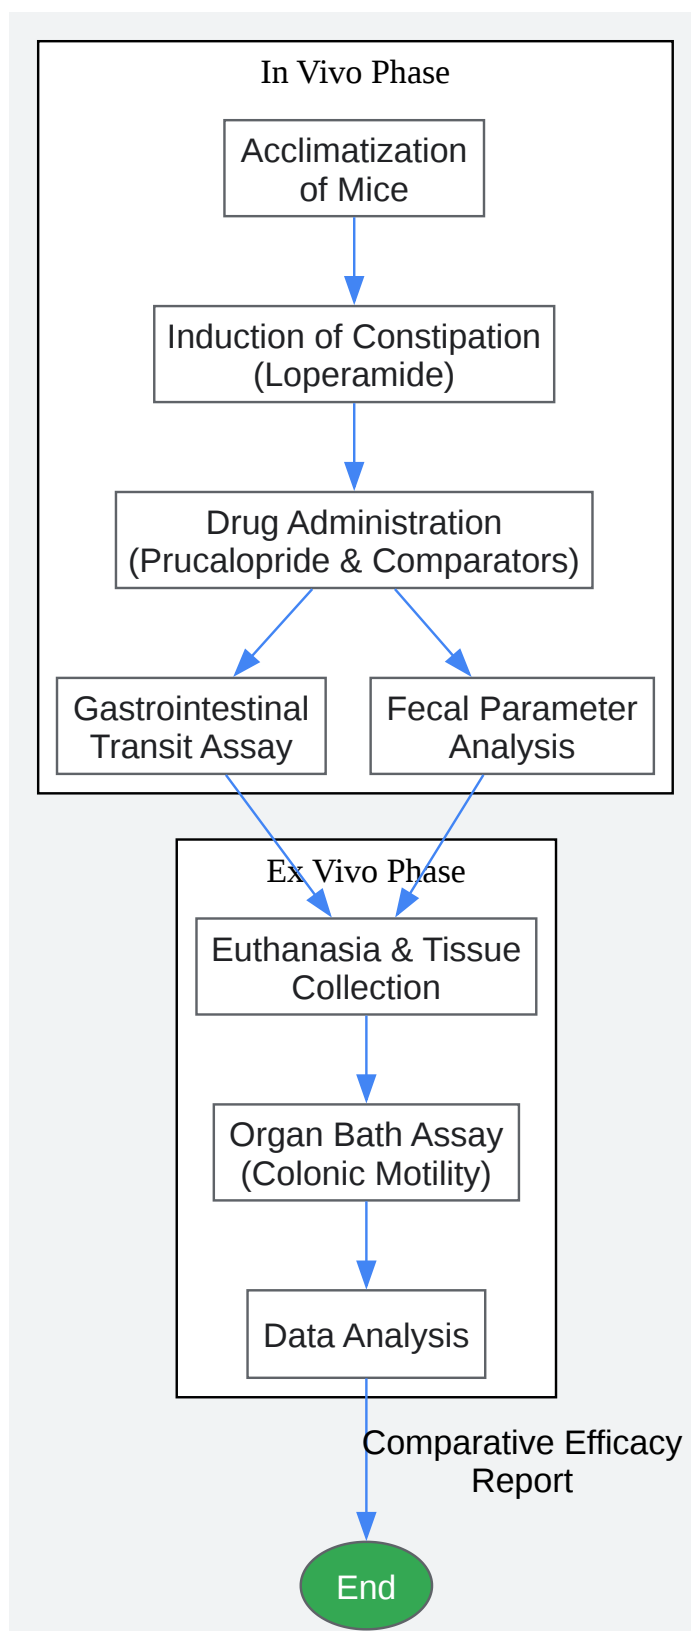 In Vivo Phase
Acclimatization
of Mice
Induction of Constipation
(Loperamide)
Drug Administration
(Prucalopride & Comparators)
Gastrointestinal
Transit Assay
Fecal Parameter
Analysis
Ex Vivo Phase
Euthanasia & Tissue
Collection
Organ Bath Assay
(Colonic Motility)
Data Analysis
Comparative Efficacy
Report
End